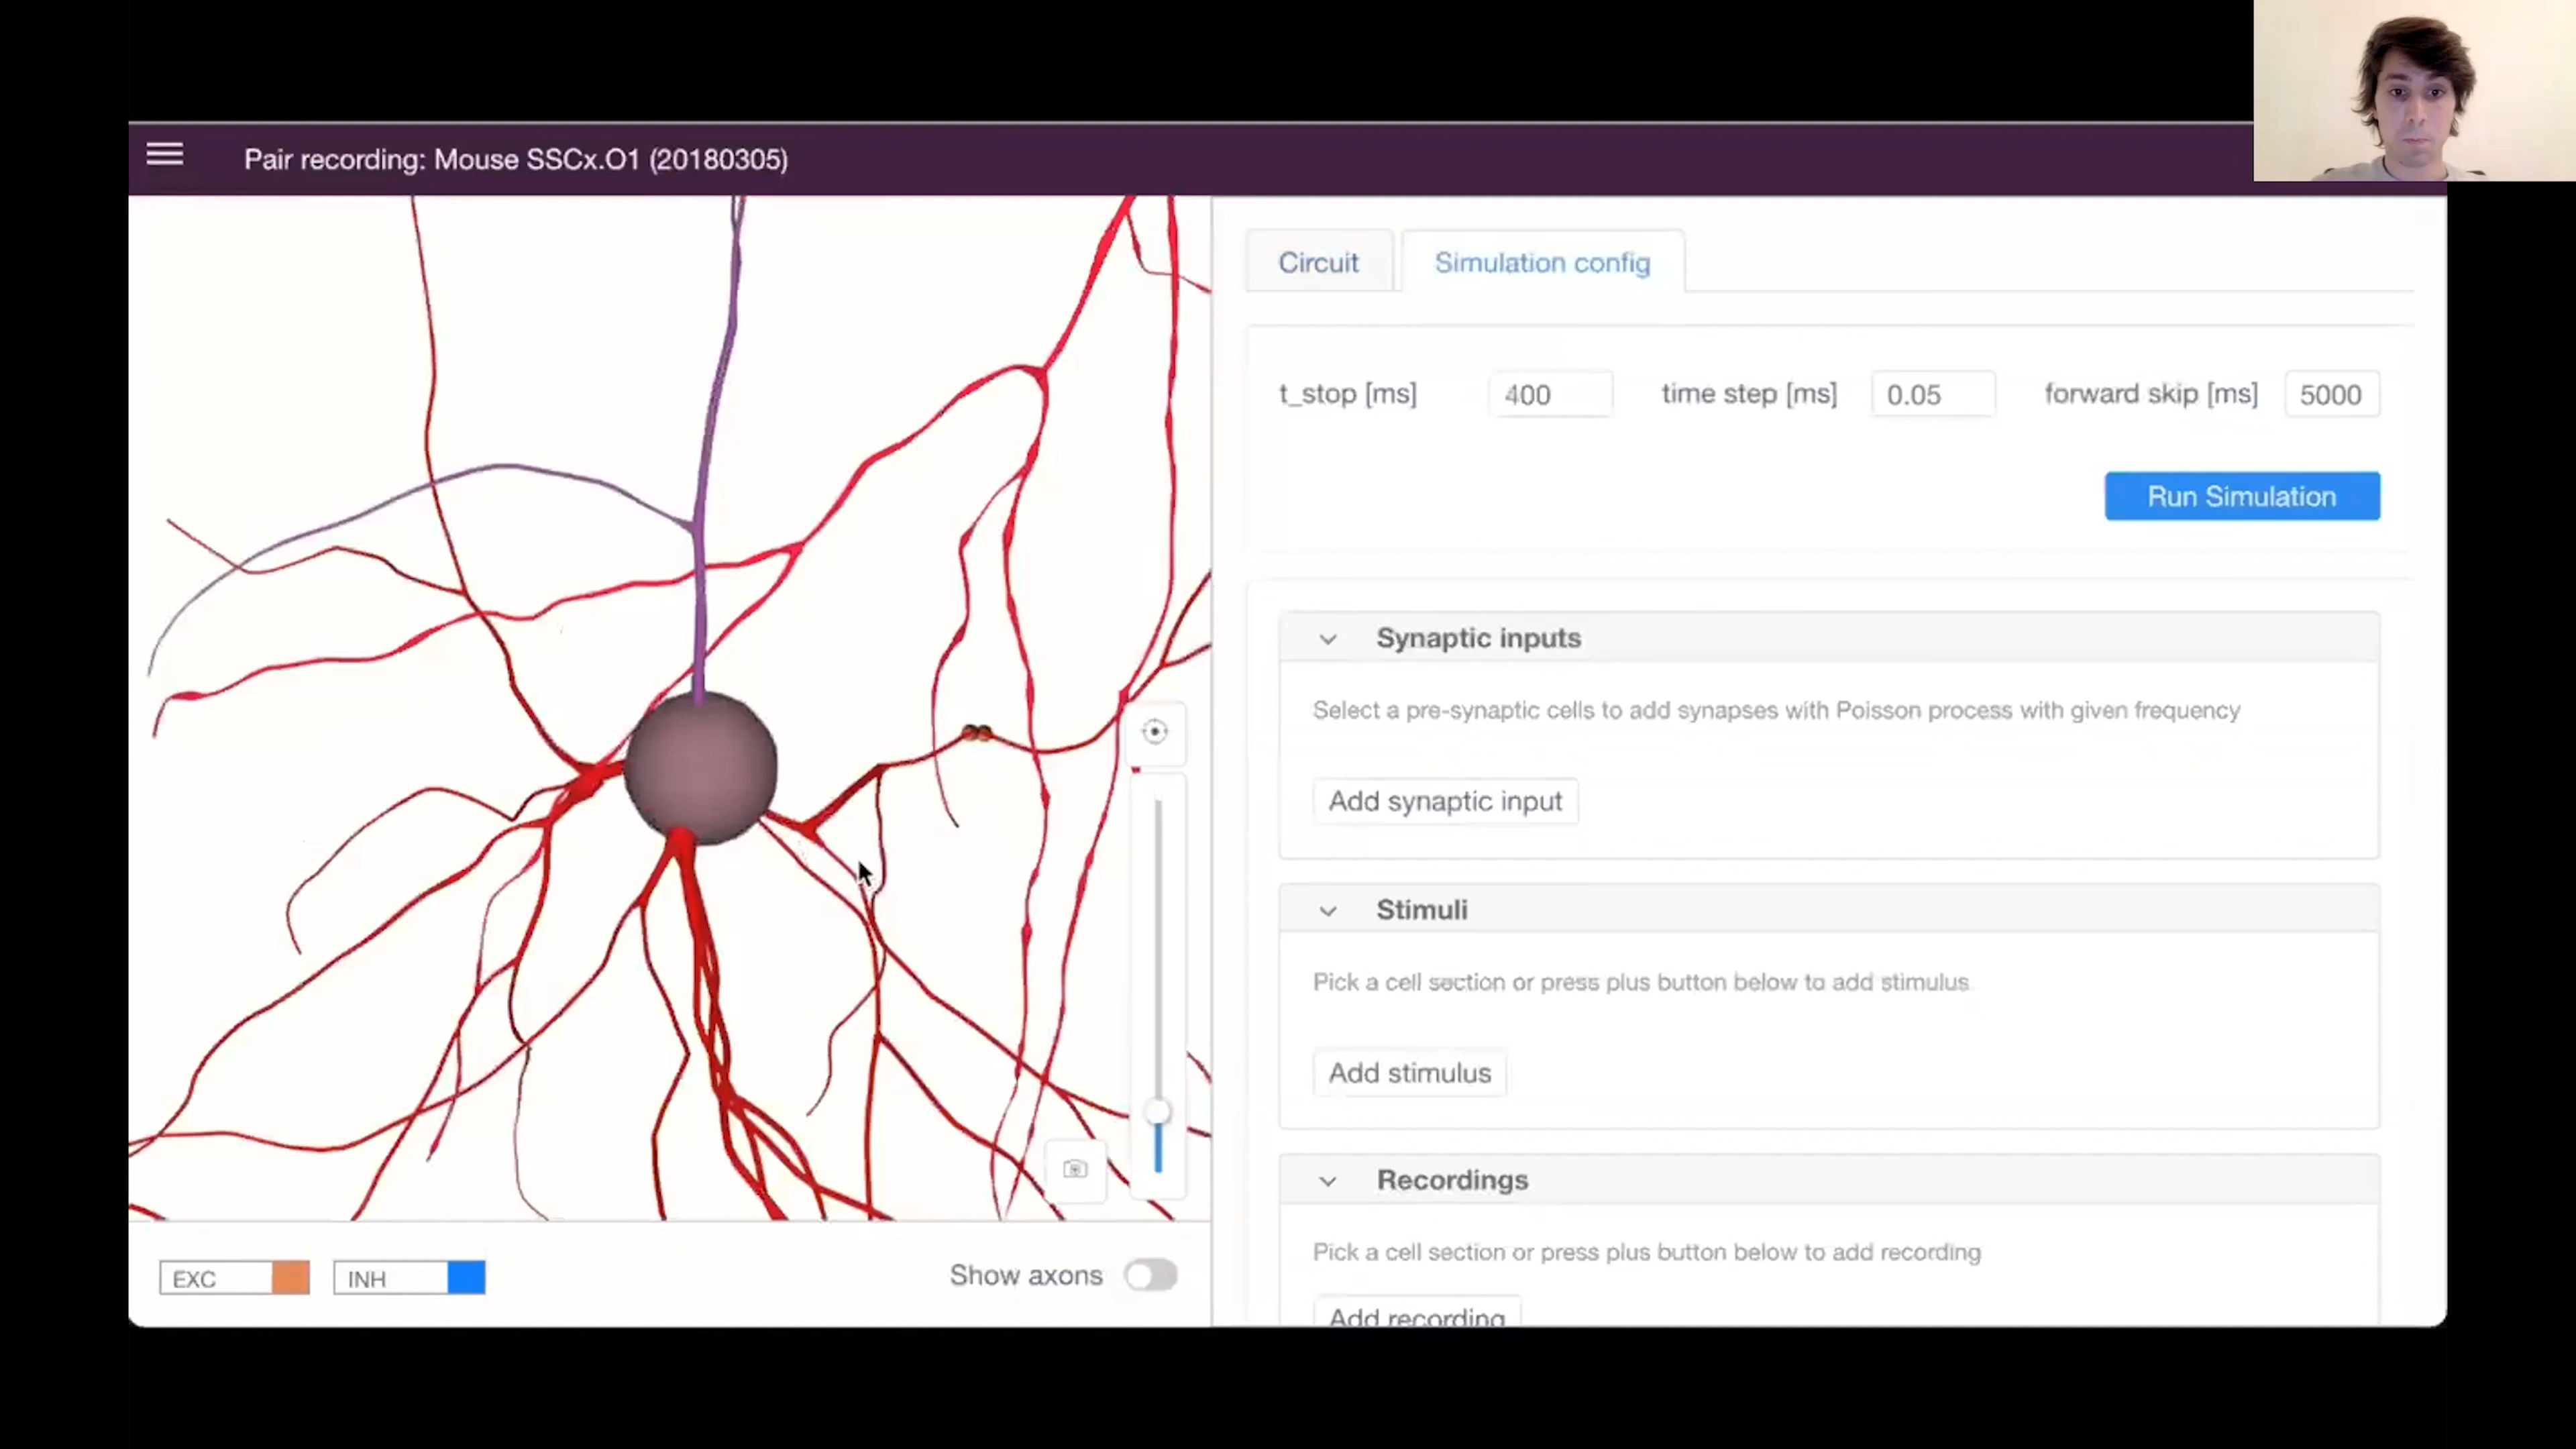 Pair recording: Mouse SSCx.O1 (20180305)
Circuit
Simulation config
t_stop [ms] 400 time step [ms] 0.05 forward skip [ms] 5000
Run Simulation
Synaptic inputs
Select a pre-synaptic cells to add synapses with Poisson process with given frequency
Add synaptic input
Stimuli
Pick a cell section or press plus button below to add stimulus
Add stimulus
Recordings
Pick a cell section or press plus button below to add recording
Add recording
EXC INH Show axons